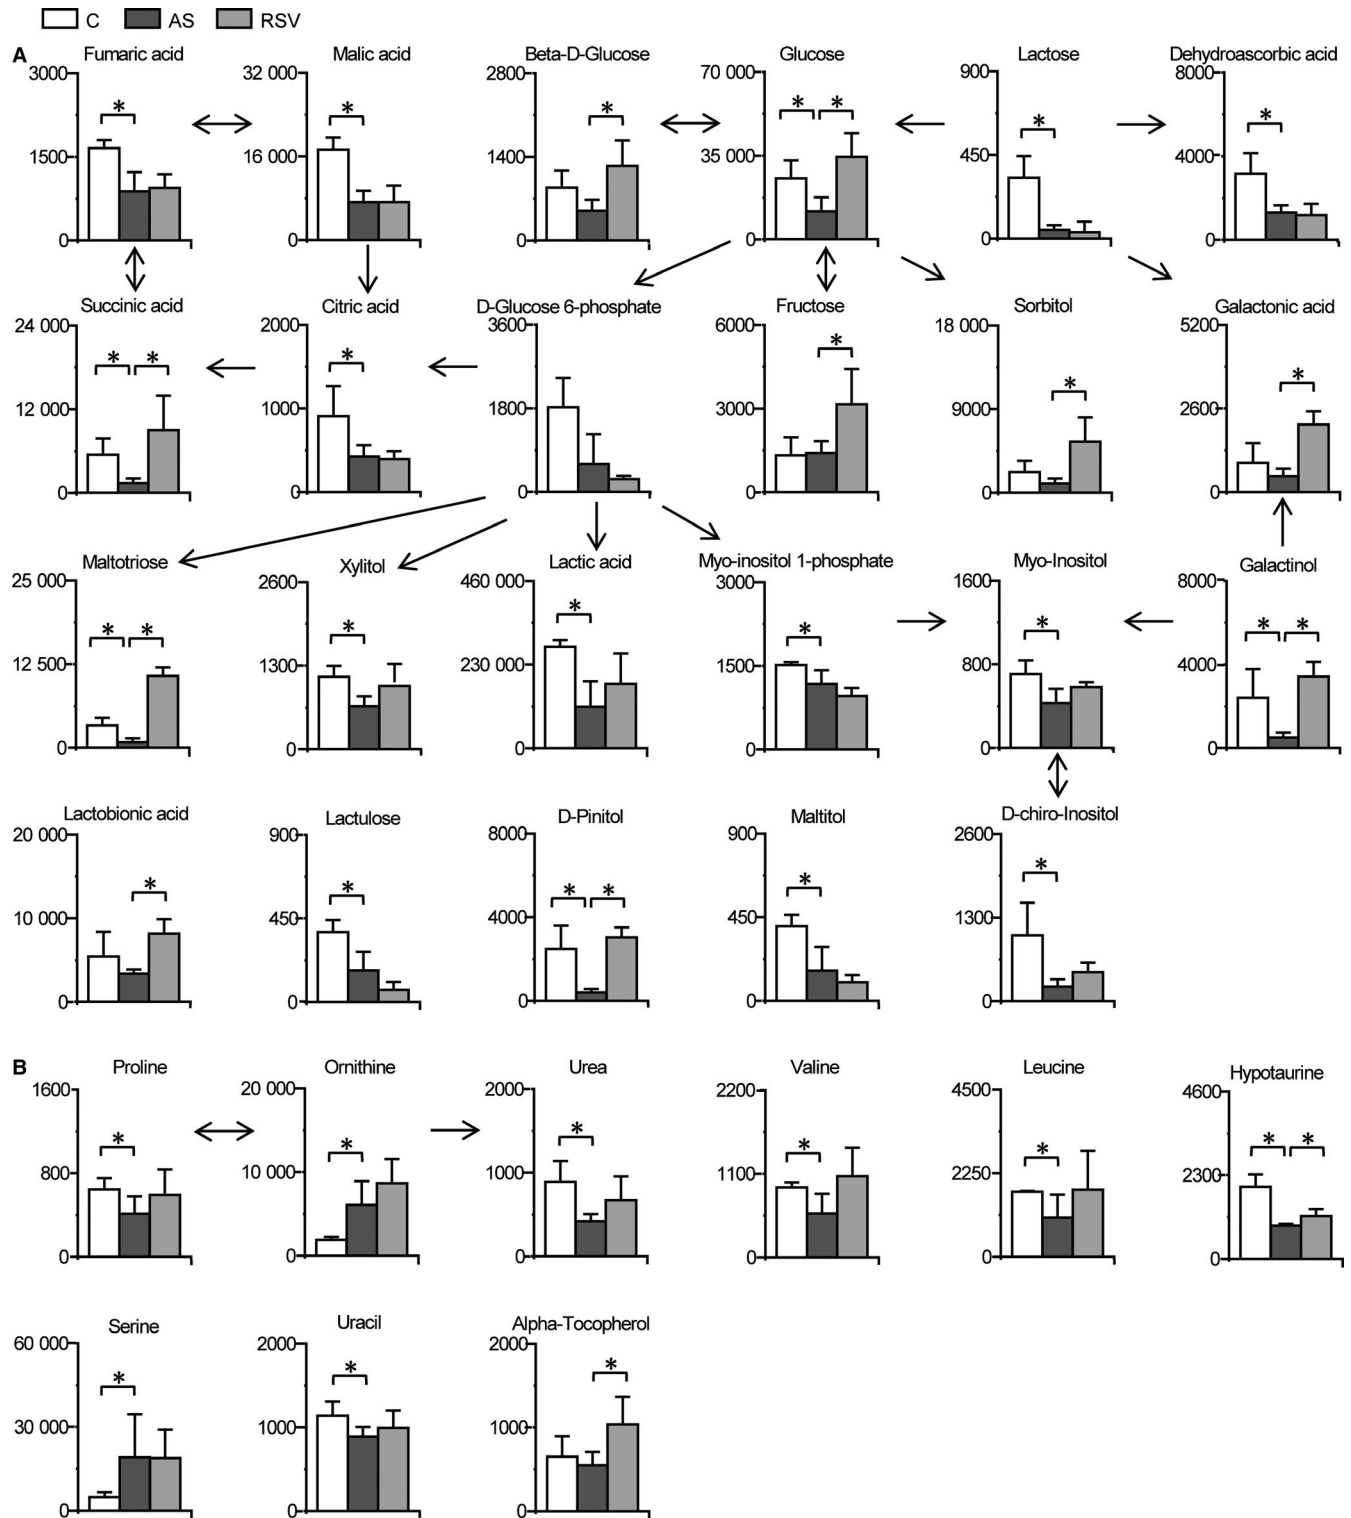 C AS RSV
A Fumaric acid Malic acid Beta-D-Glucose Glucose Lactose Dehydroascorbic acid
3000 32 000 2800 70 000 900 8000
* * * * * * *
1500 16 000 1400 35 000 450 4000
0 0 0 0 0 0
Succinic acid Citric acid D-Glucose 6-phosphate Fructose Sorbitol Galactonic acid
24 000 2000 3600 6000 18 000 5200
* * * * * *
12 000 1000 1800 3000 9000 2600
0 0 0 0 0 0
Maltotriose Xylitol Lactic acid Myo-inositol 1-phosphate Myo-Inositol Galactinol
25 000 2600 460 000 3000 1600 8000
* * * * * * * *
12 500 1300 230 000 1500 800 4000
0 0 0 0 0 0
Lactobionic acid Lactulose D-Pinitol Maltitol D-chiro-Inositol
20 000 900 8000 900 2600
* * * * * *
10 000 450 4000 450 1300
0 0 0 0 0
B Proline Ornithine Urea Valine Leucine Hypotaurine
1600 20 000 2000 2200 4500 4600
* * * * * * *
800 10 000 1000 1100 2250 2300
0 0 0 0 0 0
Serine Uracil Alpha-Tocopherol
60 000 2000 2000
* * *
30 000 1000 1000
0 0 0